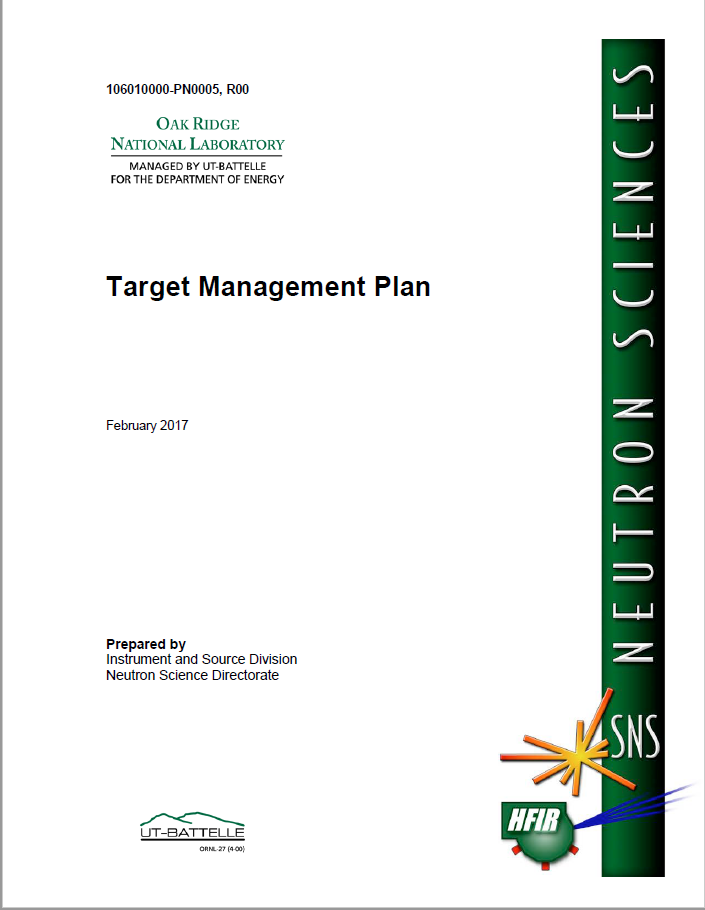 106010000-PN0005, R00
OAK RIDGE
NATIONAL LABORATORY
MANAGED BY UT-BATTELLE
FOR THE DEPARTMENT OF ENERGY
Target Management Plan
February 2017
Prepared by
Instrument and Source Division
Neutron Science Directorate
UT-BATTELLE
ORNL-27 (4-00)
NEUTRON SCIENCES
SNS
HFIR